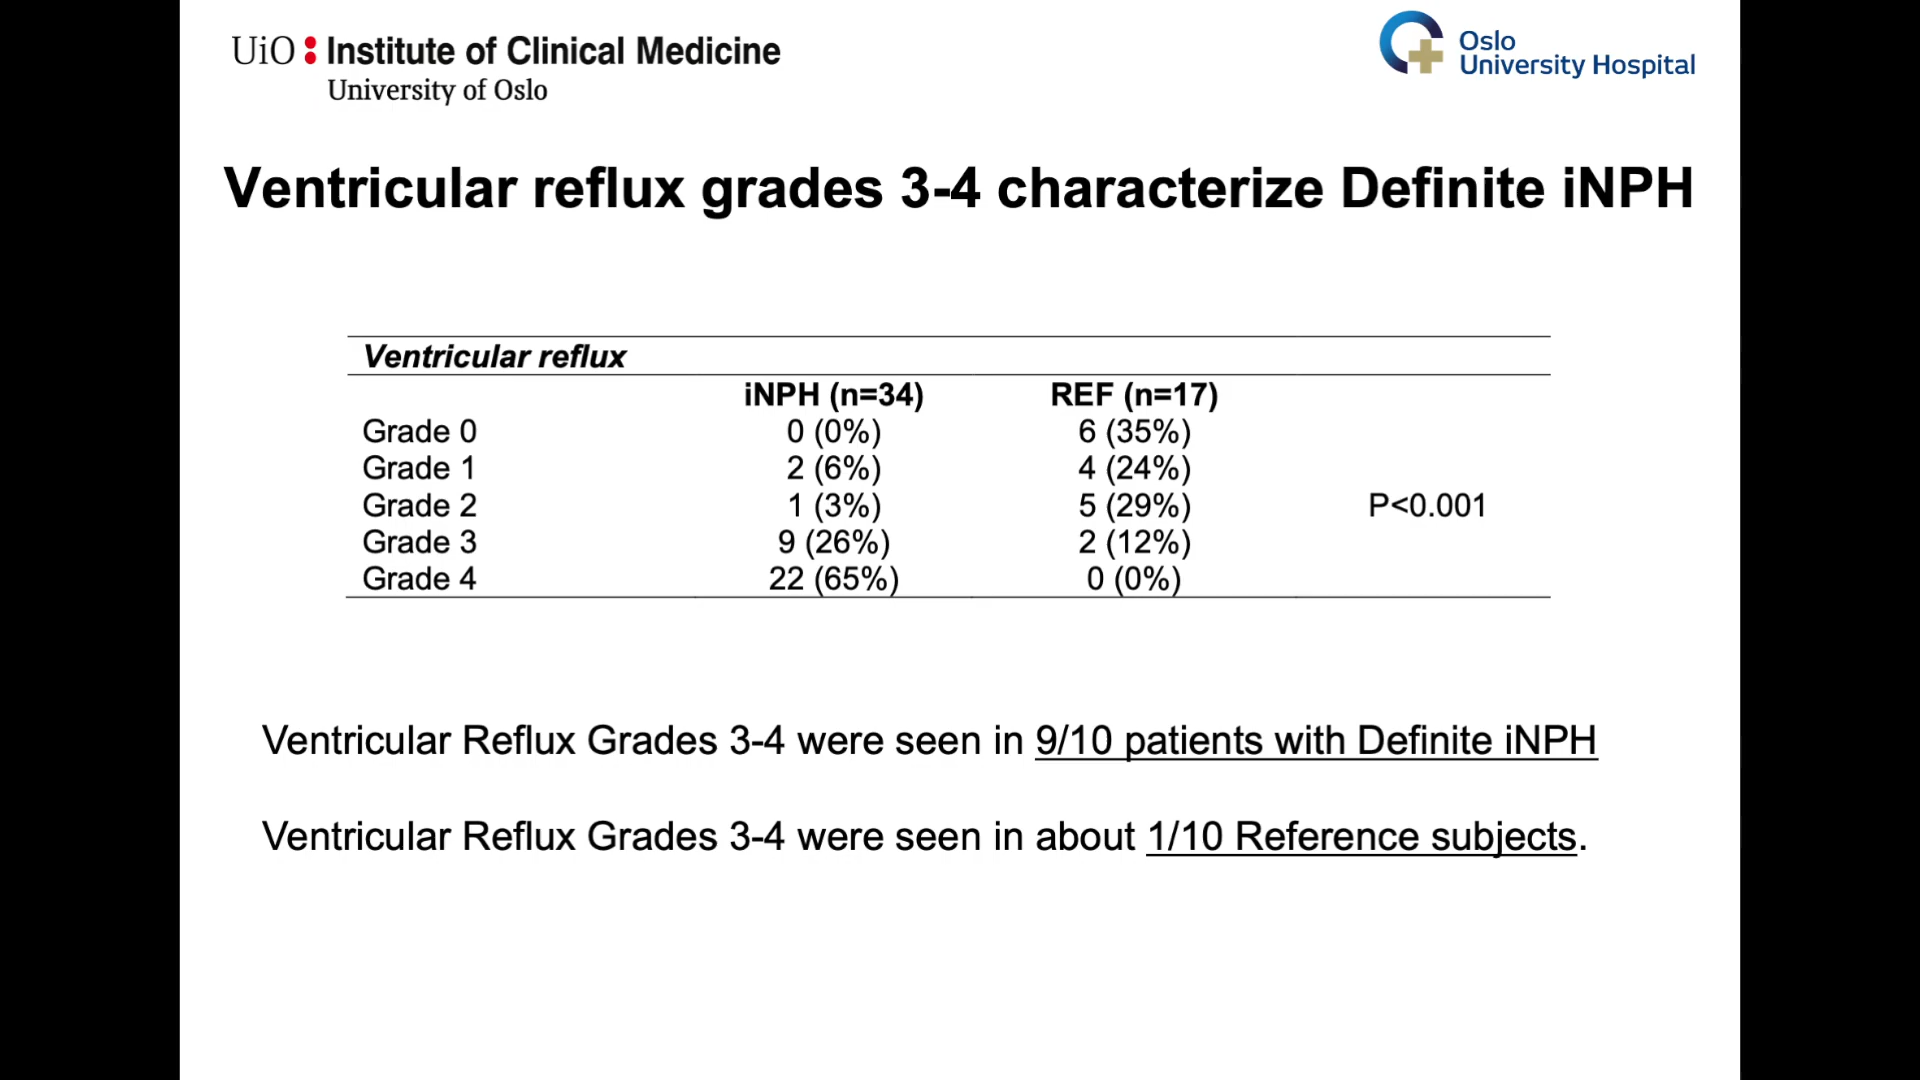 UiO : Institute of Clinical Medicine
University of Oslo
Oslo
University Hospital
Ventricular reflux grades 3-4 characterize Definite iNPH
Ventricular reflux
iNPH (n=34) REF (n=17)
Grade 0 0 (0%) 6 (35%)
Grade 1 2 (6%) 4 (24%)
Grade 2 1 (3%) 5 (29%) P<0.001
Grade 3 9 (26%) 2 (12%)
Grade 4 22 (65%) 0 (0%)
Ventricular Reflux Grades 3-4 were seen in 9/10 patients with Definite iNPH
Ventricular Reflux Grades 3-4 were seen in about 1/10 Reference subjects.